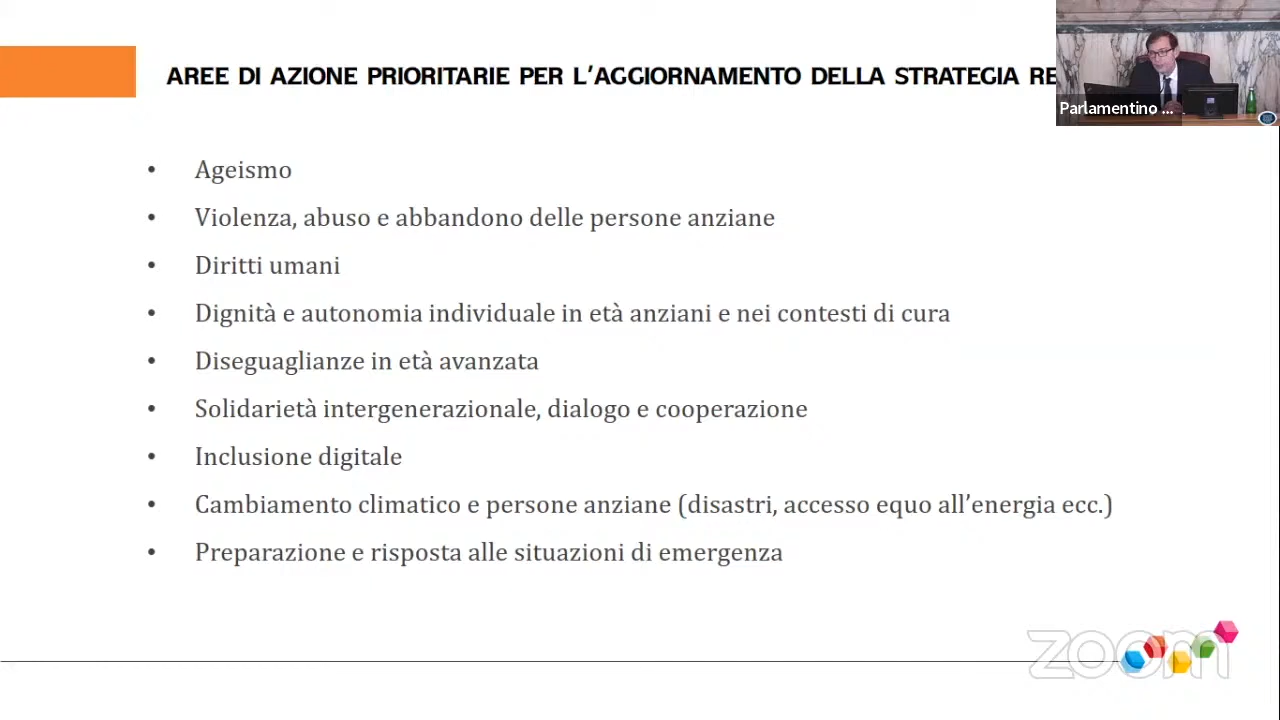 AREE DI AZIONE PRIORITARIE PER L'AGGIORNAMENTO DELLA STRATEGIA RE
Parlamentino ...
• Ageismo
• Violenza, abuso e abbandono delle persone anziane
• Diritti umani
• Dignità e autonomia individuale in età anziani e nei contesti di cura
• Diseguaglianze in età avanzata
• Solidarietà intergenerazionale, dialogo e cooperazione
• Inclusione digitale
• Cambiamento climatico e persone anziane (disastri, accesso equo all'energia ecc.)
• Preparazione e risposta alle situazioni di emergenza
zoom